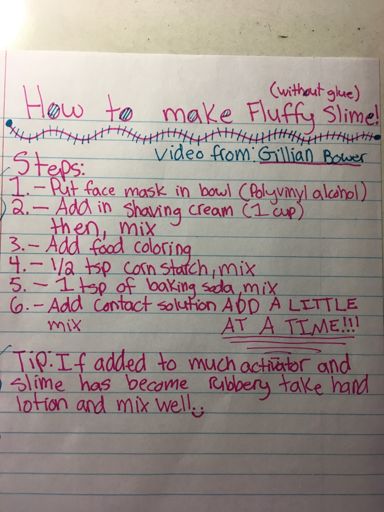 (without glue)
How to make Fluffy Slime!
Video from: Gillian Bower
Steps:
1.- Put face mask in bowl (Polyvinyl alcohol)
2.- Add in Shaving cream (1 cup)
then, mix
3.- Add food coloring
4.- 1/2 tsp corn starch, mix
5.- 1 tsp of baking soda, mix
6.- Add contact solution ADD A LITTLE
mix AT A TIME!!!
Tip: If added to much activator and
slime has become rubbery take hand
lotion and mix well